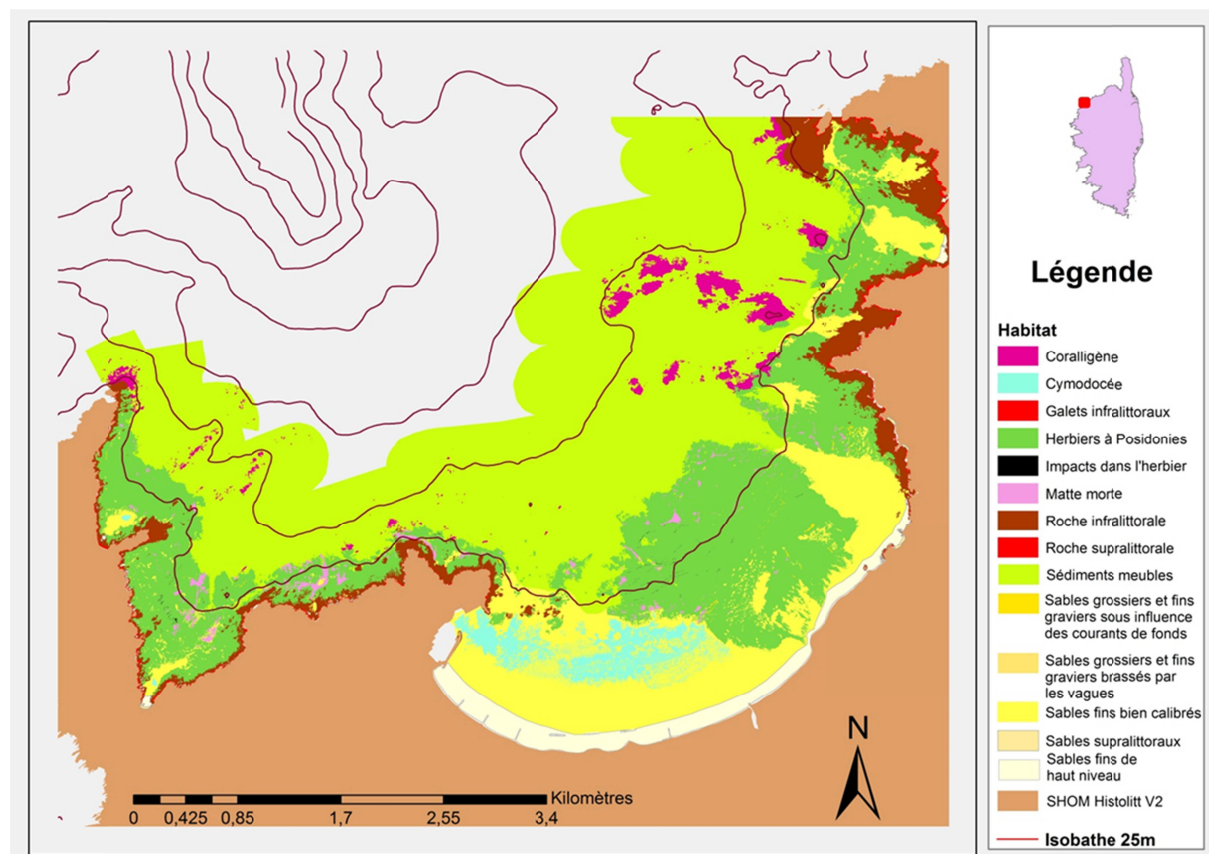 N
Kilomètres
0 0,425 0,85 1,7 2,55 3,4
Légende
Habitat
Coralligène
Cymodocée
Galets infralittoraux
Herbiers à Posidonies
Impacts dans l'herbier
Matte morte
Roche infralittorale
Roche supralittorale
Sédiments meubles
Sables grossiers et fins
graviers sous influence
des courants de fonds
Sables grossiers et fins
graviers brassés par
les vagues
Sables fins bien calibrés
Sables supralittoraux
Sables fins de
haut niveau
SHOM Histolitt V2
Isobathe 25m